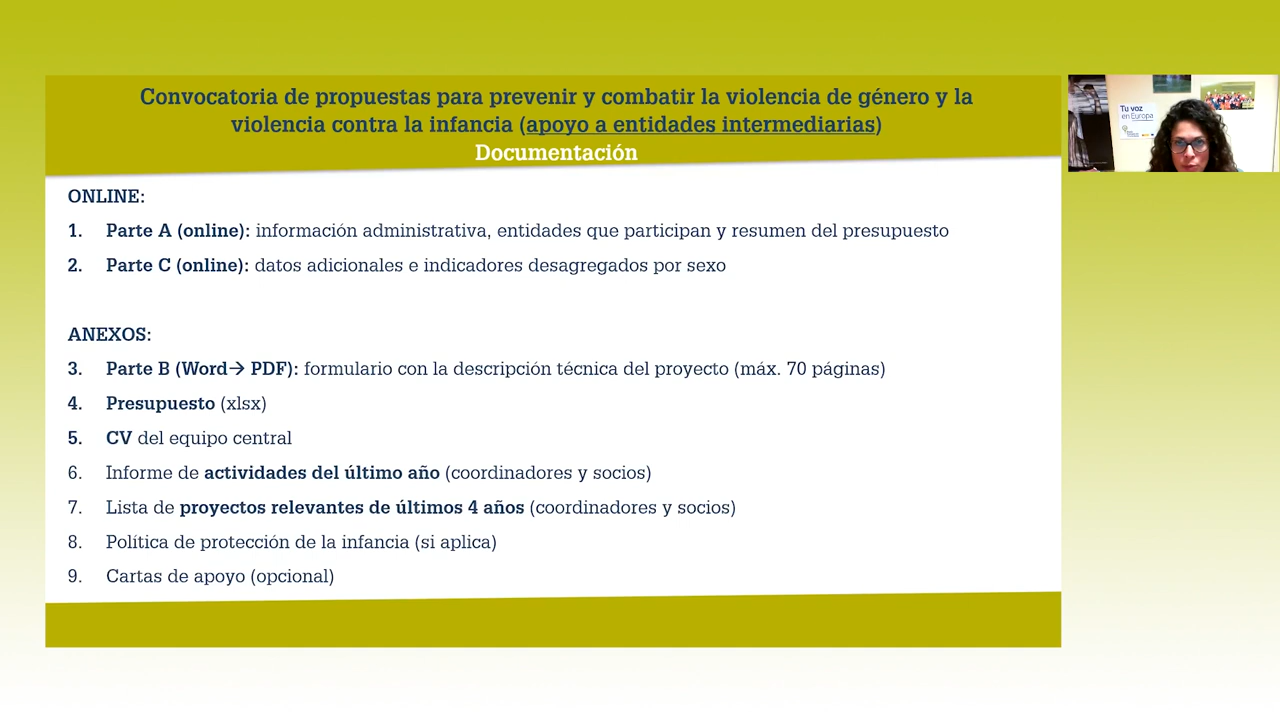 Convocatoria de propuestas para prevenir y combatir la violencia de género y la
violencia contra la infancia (apoyo a entidades intermediarias)
Documentación
ONLINE:
1. Parte A (online): información administrativa, entidades que participan y resumen del presupuesto
2. Parte C (online): datos adicionales e indicadores desagregados por sexo
ANEXOS:
3. Parte B (Word→ PDF): formulario con la descripción técnica del proyecto (máx. 70 páginas)
4. Presupuesto (xlsx)
5. CV del equipo central
6. Informe de actividades del último año (coordinadores y socios)
7. Lista de proyectos relevantes de últimos 4 años (coordinadores y socios)
8. Política de protección de la infancia (si aplica)
9. Cartas de apoyo (opcional)
Tu voz
en Europa